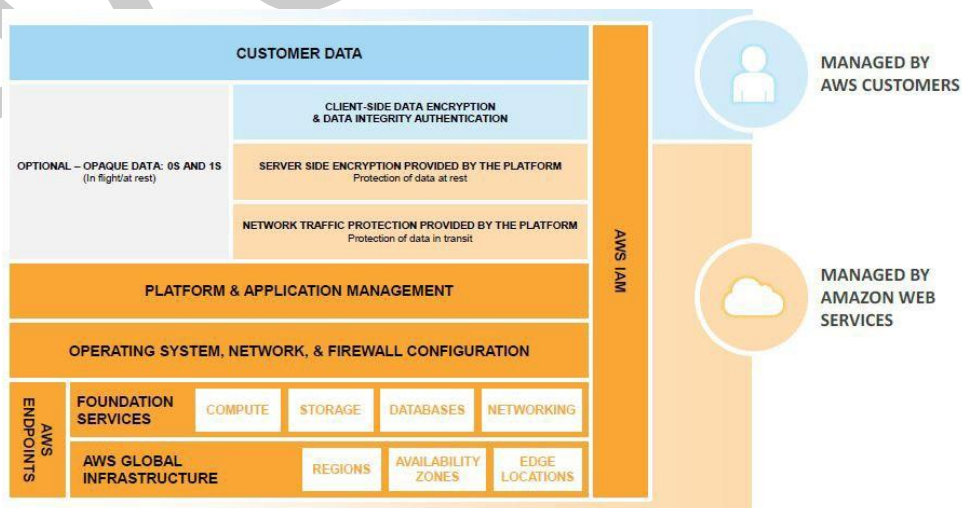 CUSTOMER DATA
CLIENT-SIDE DATA ENCRYPTION
& DATA INTEGRITY AUTHENTICATION
OPTIONAL – OPAQUE DATA: 0S AND 1S
(In flight/at rest)
SERVER SIDE ENCRYPTION PROVIDED BY THE PLATFORM
Protection of data at rest
NETWORK TRAFFIC PROTECTION PROVIDED BY THE PLATFORM
Protection of data in transit
PLATFORM & APPLICATION MANAGEMENT
OPERATING SYSTEM, NETWORK, & FIREWALL CONFIGURATION
AWS
ENDPOINTS
FOUNDATION
SERVICES
COMPUTE
STORAGE
DATABASES
NETWORKING
AWS GLOBAL
INFRASTRUCTURE
REGIONS
AVAILABILITY
ZONES
EDGE
LOCATIONS
AWS IAM
MANAGED BY
AWS CUSTOMERS
MANAGED BY
AMAZON WEB
SERVICES